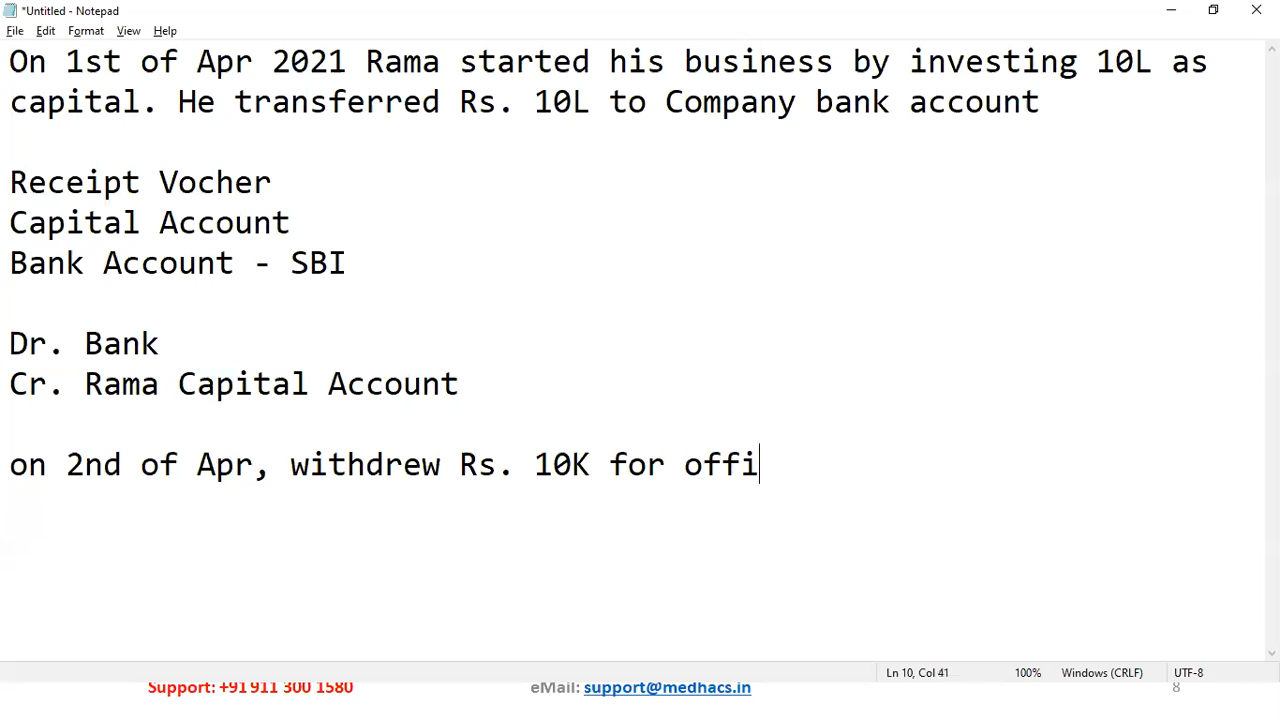 *Untitled - Notepad
File Edit Format View Help
On 1st of Apr 2021 Rama started his business by investing 10L as
capital. He transferred Rs. 10L to Company bank account
Receipt Vocher
Capital Account
Bank Account - SBI
Dr. Bank
Cr. Rama Capital Account
on 2nd of Apr, withdrew Rs. 10K for offi
Ln 10, Col 41 100% Windows (CRLF) UTF-8
Support: +91 911 300 1580 eMail: support@medhacs.in 8